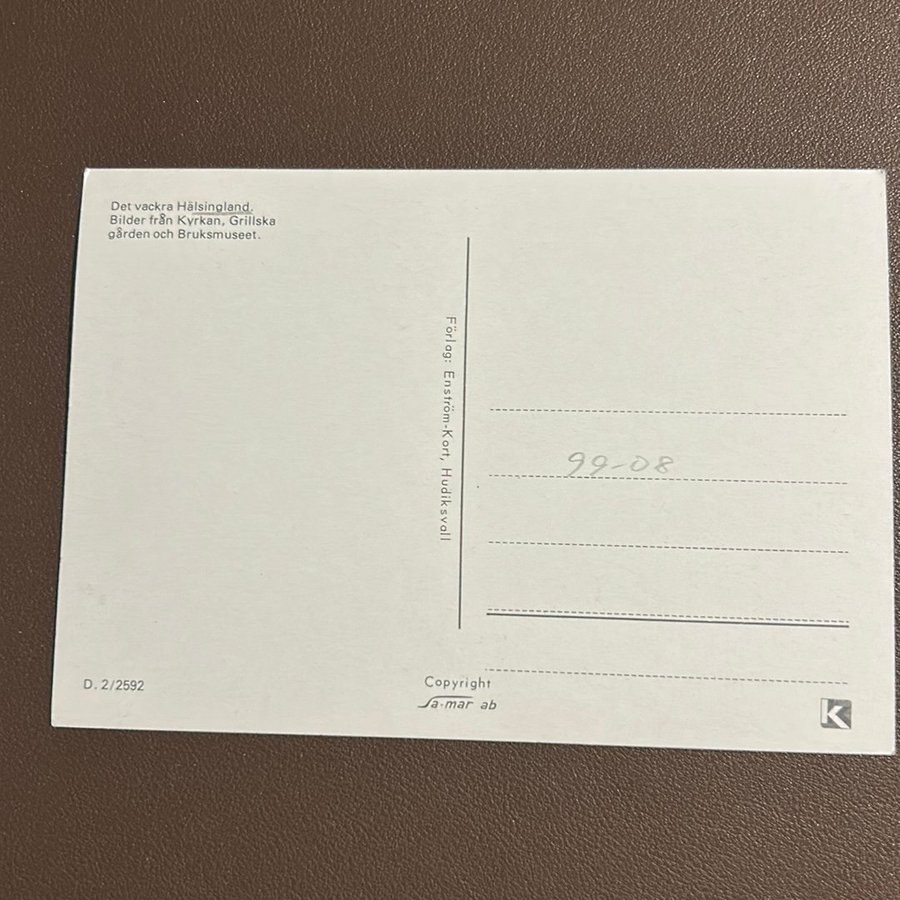 Det vackra Hälsingland.
Bilder från Kyrkan, Grillska
gården och Bruksmuseet.
Förlag: Enström-Kort, Hudiksvall
99-08
D. 2/2592
Copyright
Sa-mar ab
K